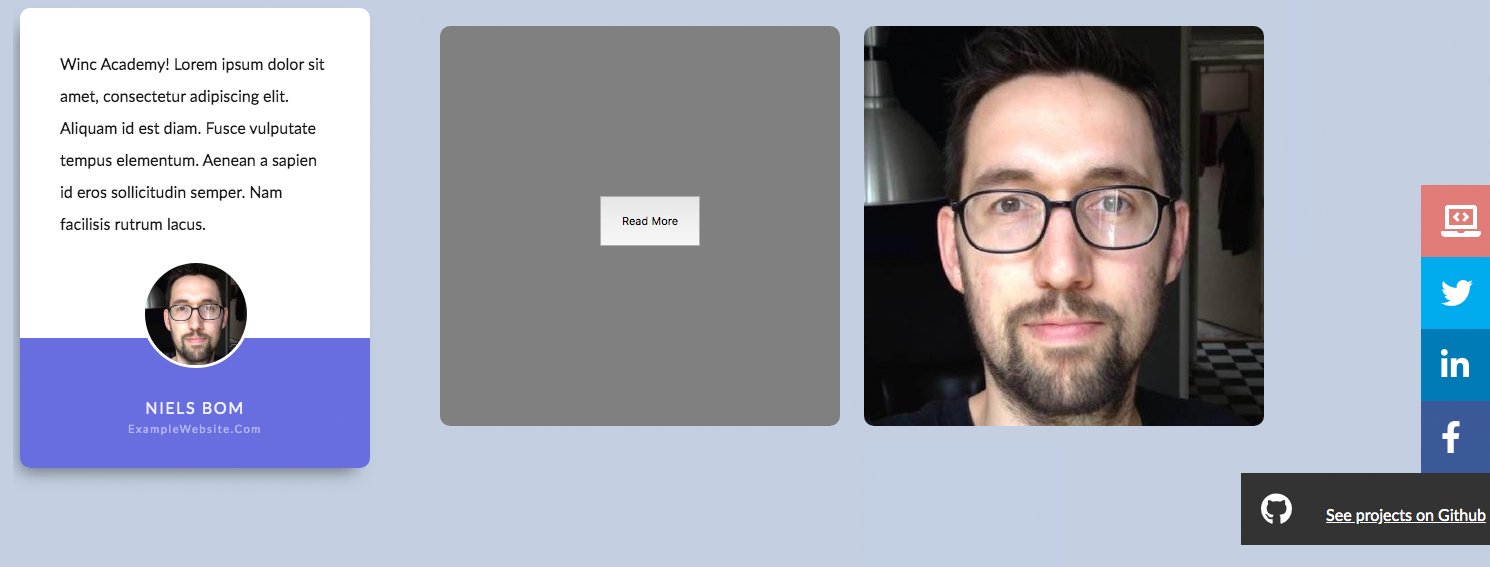 Winc Academy! Lorem ipsum dolor sit
amet, consectetur adipiscing elit.
Aliquam id est diam. Fusce vulputate
tempus elementum. Aenean a sapien
id eros sollicitudin semper. Nam
facilisis rutrum lacus.
NIELS BOM
ExampleWebsite.Com
Read More
in
f
See projects on Github